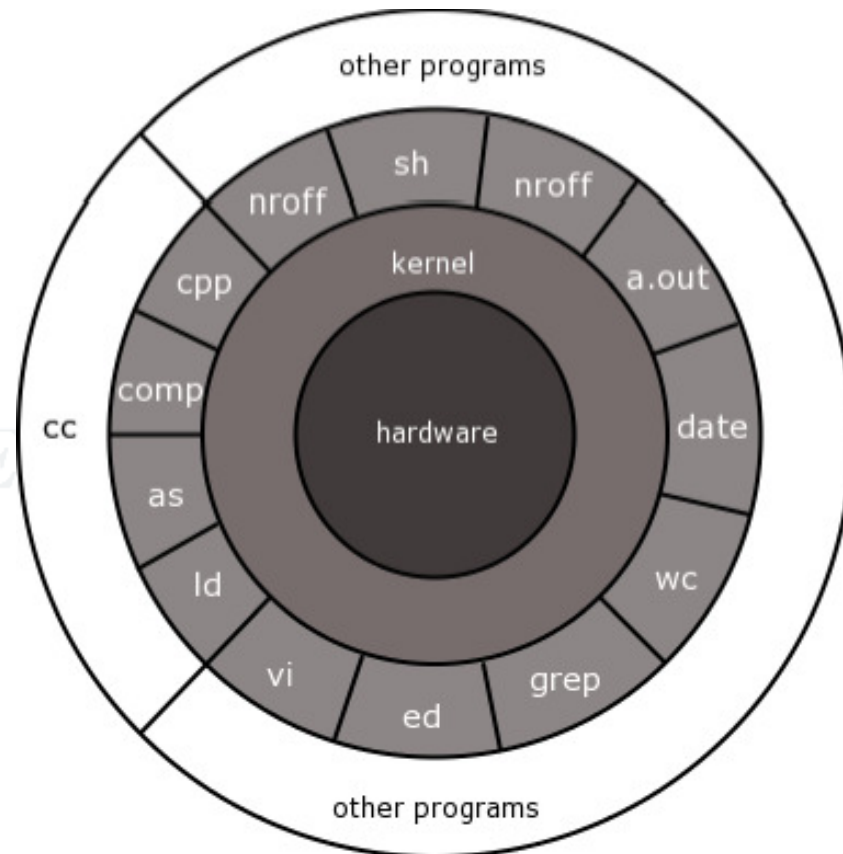 other programs
sh
nroff
nroff
kernel
a.out
cpp
comp
hardware
date
cc
as
ld
wc
vi
grep
ed
other programs